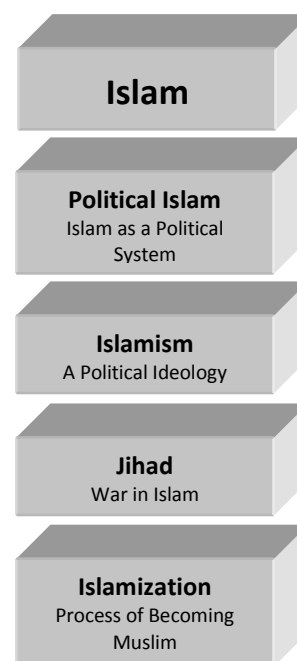 Islam
Political Islam
Islam as a Political
System
Islamism
A Political Ideology
Jihad
War in Islam
Islamization
Process of Becoming
Muslim